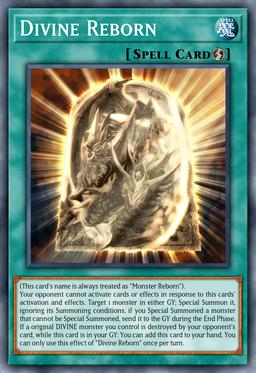 DIVINE REBORN
[SPELL CARD]
(This card's name is always treated as "Monster Reborn").
Your opponent cannot activate cards or effects in response to this cards'
activation and effects. Target 1 monster in either GY; Special Summon it,
ignoring its Summoning conditions, if you Special Summoned a monster
that cannot be Special Summoned, send it to the GY during the End Phase.
If a original DIVINE monster you control is destroyed by your opponent's
card, while this card is in your GY: You can add this card to your hand. You
can only use this effect of "Divine Reborn" once per turn.